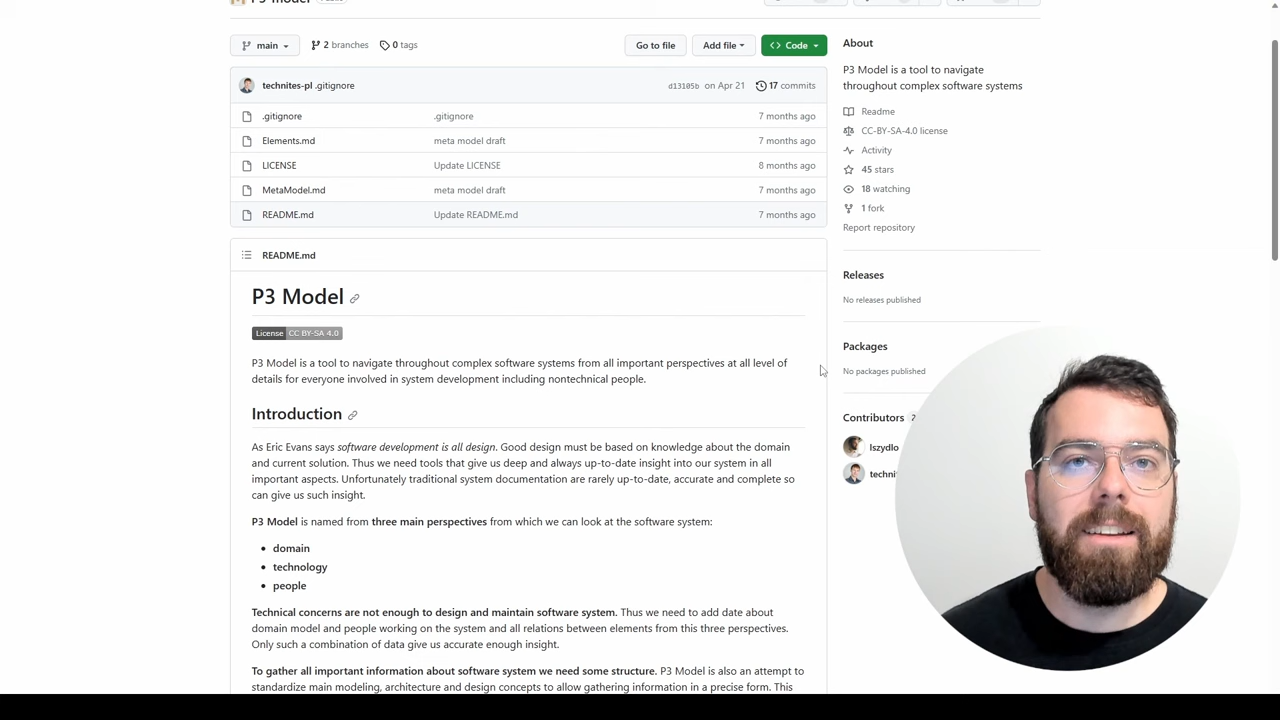 P3 model
main
2 branches
0 tags
Go to file
Add file
Code
technites-pl .gitignore
d13105b on Apr 21
17 commits
.gitignore
.gitignore
7 months ago
Elements.md
meta model draft
7 months ago
LICENSE
Update LICENSE
8 months ago
MetaModel.md
meta model draft
7 months ago
README.md
Update README.md
7 months ago
README.md
P3 Model
License CC BY-SA 4.0
P3 Model is a tool to navigate throughout complex software systems from all important perspectives at all level of
details for everyone involved in system development including nontechnical people.
Introduction
As Eric Evans says software development is all design. Good design must be based on knowledge about the domain
and current solution. Thus we need tools that give us deep and always up-to-date insight into our system in all
important aspects. Unfortunately traditional system documentation are rarely up-to-date, accurate and complete so
can give us such insight.
P3 Model is named from three main perspectives from which we can look at the software system:
domain
technology
people
Technical concerns are not enough to design and maintain software system. Thus we need to add date about
domain model and people working on the system and all relations between elements from this three perspectives.
Only such a combination of data give us accurate enough insight.
To gather all important information about software system we need some structure. P3 Model is also an attempt to
standardize main modeling, architecture and design concepts to allow gathering information in a precise form. This
About
P3 Model is a tool to navigate
throughout complex software systems
Readme
CC-BY-SA-4.0 license
Activity
45 stars
18 watching
1 fork
Report repository
Releases
No releases published
Packages
No packages published
Contributors
lszydlo
techni